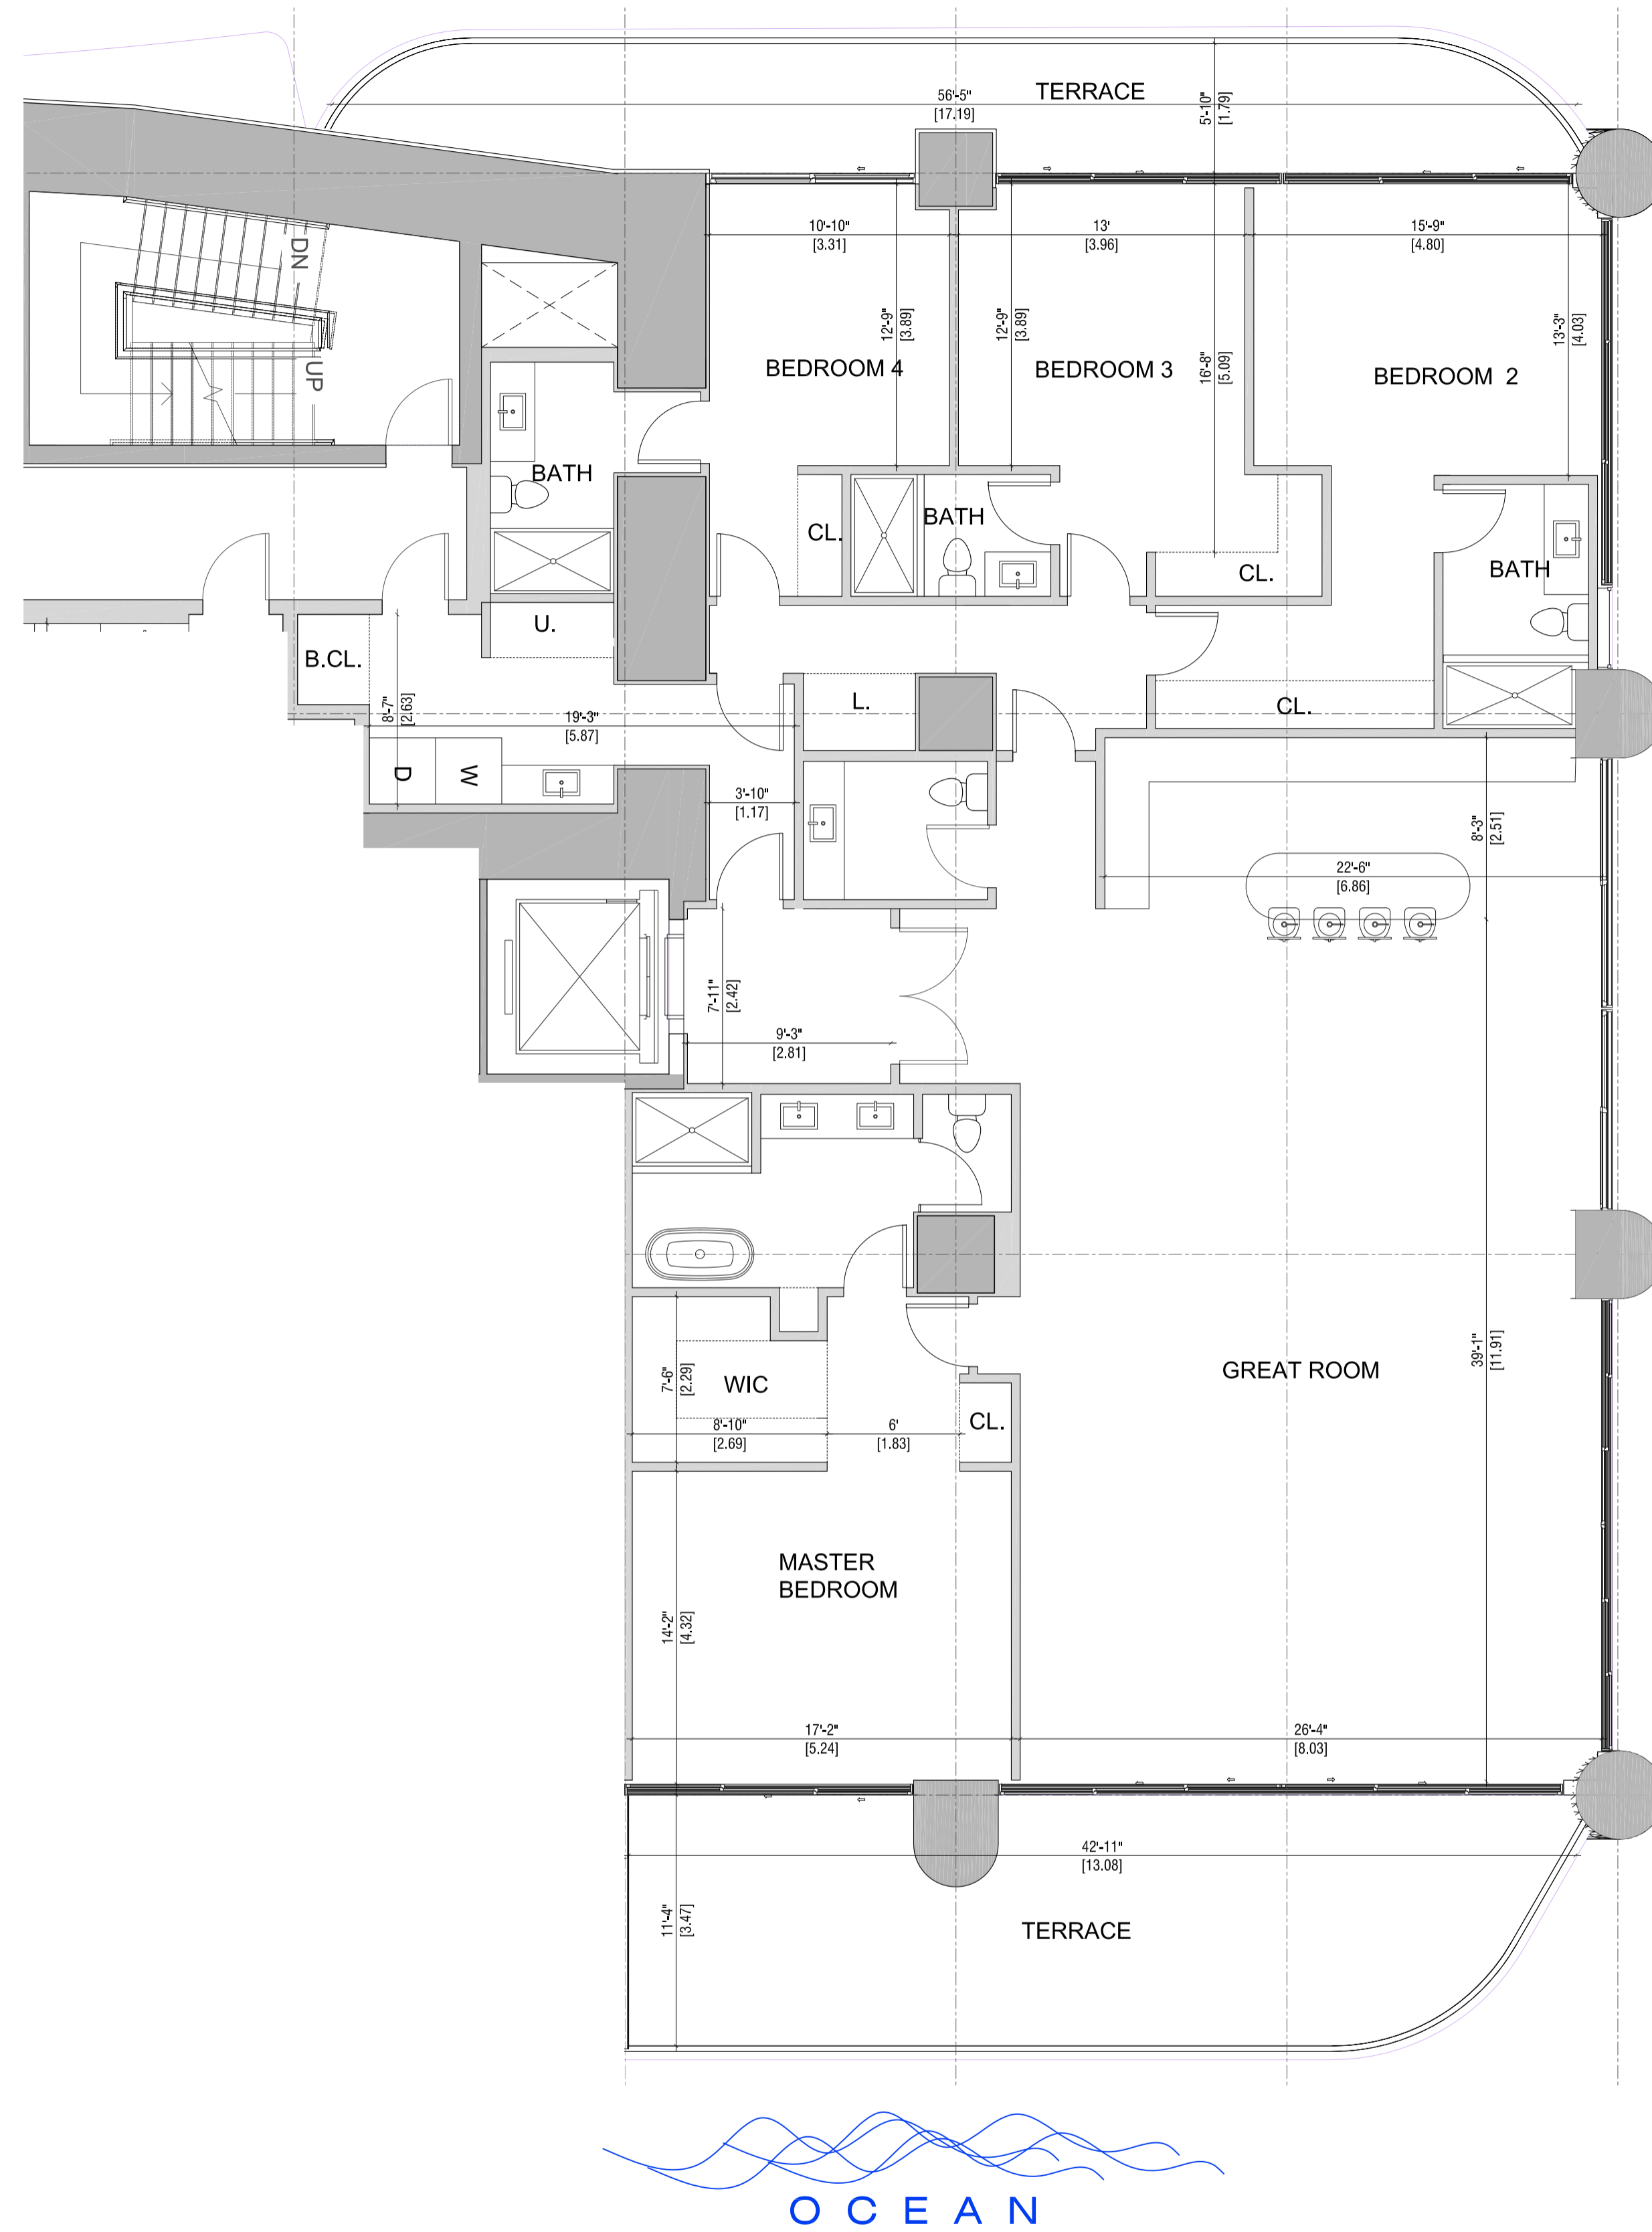 TERRACE
56'-5"
[17.19]
5'-10"
[1.79]
DN
UP
10'-10"
[3.31]
13'
[3.96]
15'-9"
[4.80]
12'-9"
[3.89]
12'-9"
[3.89]
16'-8"
[5.09]
13'-3"
[4.03]
BEDROOM 4
BEDROOM 3
BEDROOM 2
BATH
CL.
BATH
CL.
BATH
U.
B.CL.
8'-7"
[2.63]
19'-3"
[5.87]
L.
CL.
D
W
3'-10"
[1.17]
8'-3"
[2.51]
22'-6"
[6.86]
7'-11"
[2.42]
9'-3"
[2.81]
39'-1"
[11.91]
GREAT ROOM
7'-6"
[2.29]
WIC
8'-10"
[2.69]
6'
[1.83]
CL.
MASTER
BEDROOM
14'-2"
[4.32]
17'-2"
[5.24]
26'-4"
[8.03]
42'-11"
[13.08]
11'-4"
[3.47]
TERRACE
OCEAN